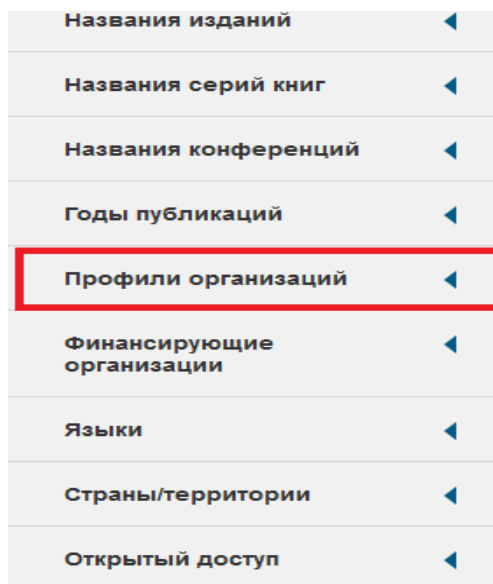 Названия изданий
Названия серий книг
Названия конференций
Годы публикаций
Профили организаций
Финансирующие
организации
Языки
Страны/территории
Открытый доступ